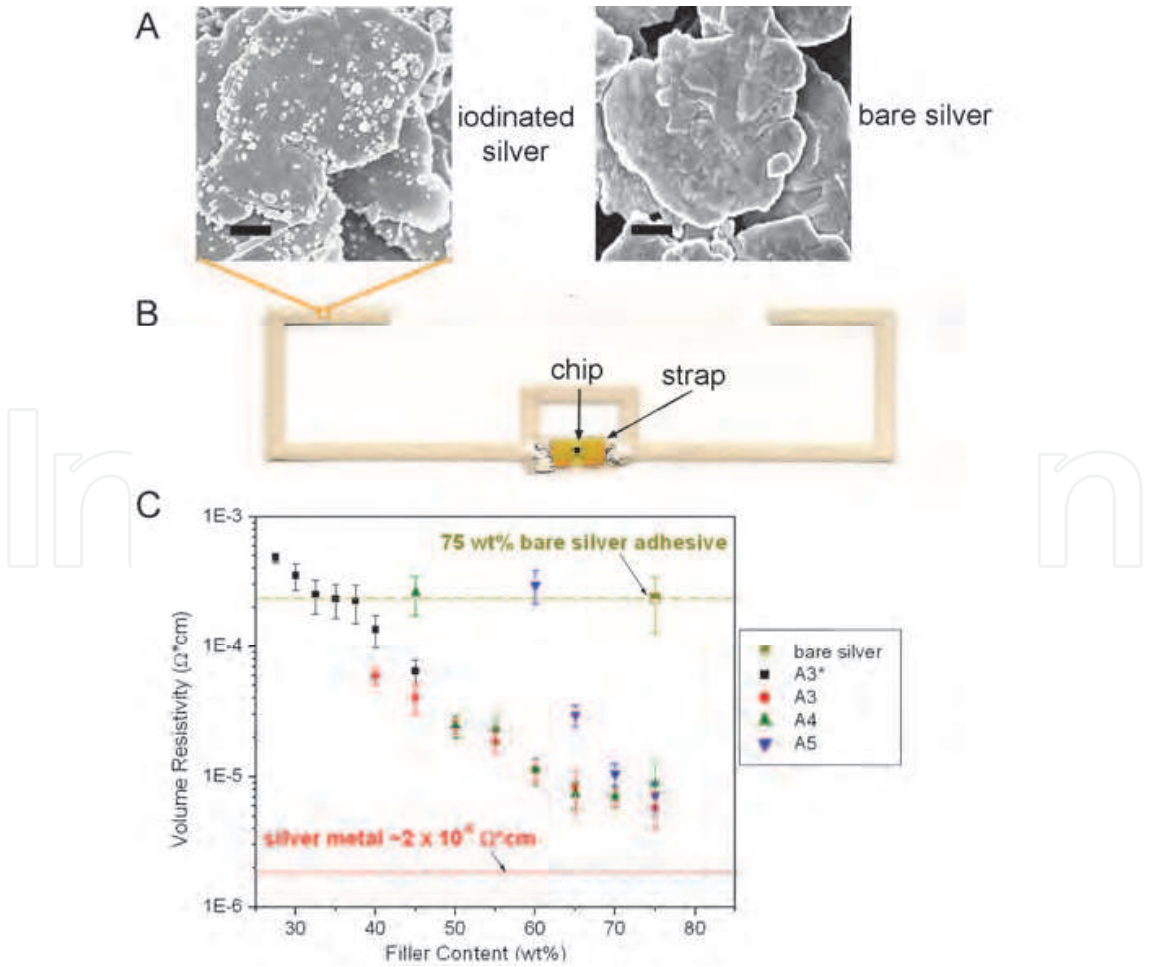 A
iodinated
silver
bare silver
B
chip
strap
C
1E-3
75 wt% bare silver adhesive
1E-4
1E-5
silver metal ~2 x 10⁻⁶ Ω*cm
1E-6
Volume Resistivity (Ω*cm)
30
40
50
60
70
80
Filler Content (wt%)
bare silver
A3*
A3
A4
A5
In
n